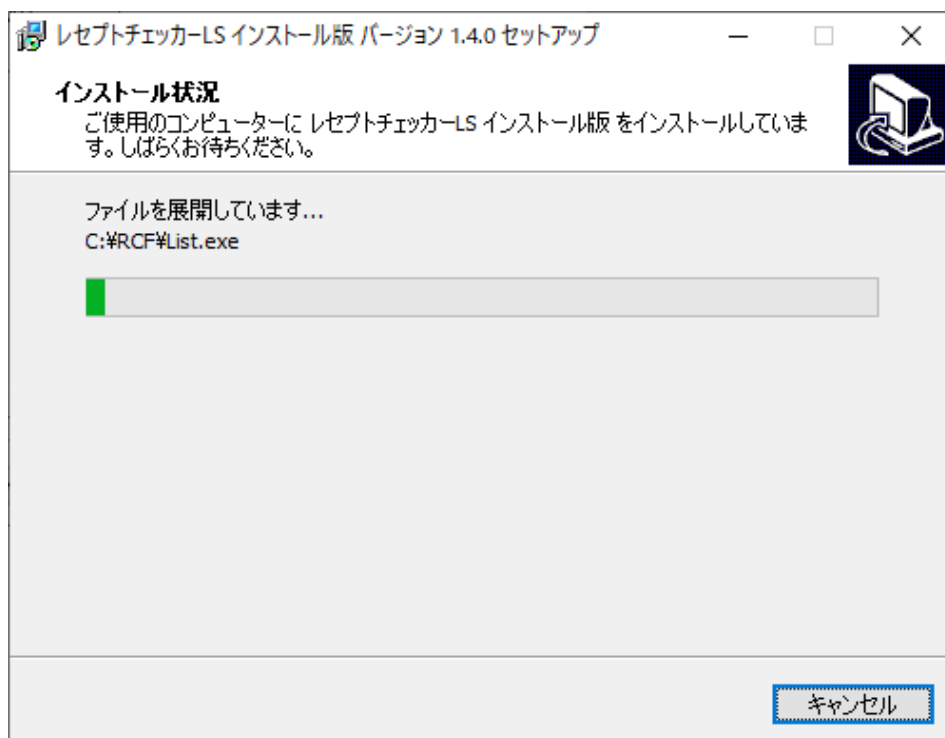 レセプトチェッカーLS インストール版 バージョン 1.4.0 セットアップ
インストール状況
ご使用のコンピューターに レセプトチェッカーLS インストール版 をインストールしていま
す。しばらくお待ちください。
ファイルを展開しています...
C:¥RCF¥List.exe
キャンセル